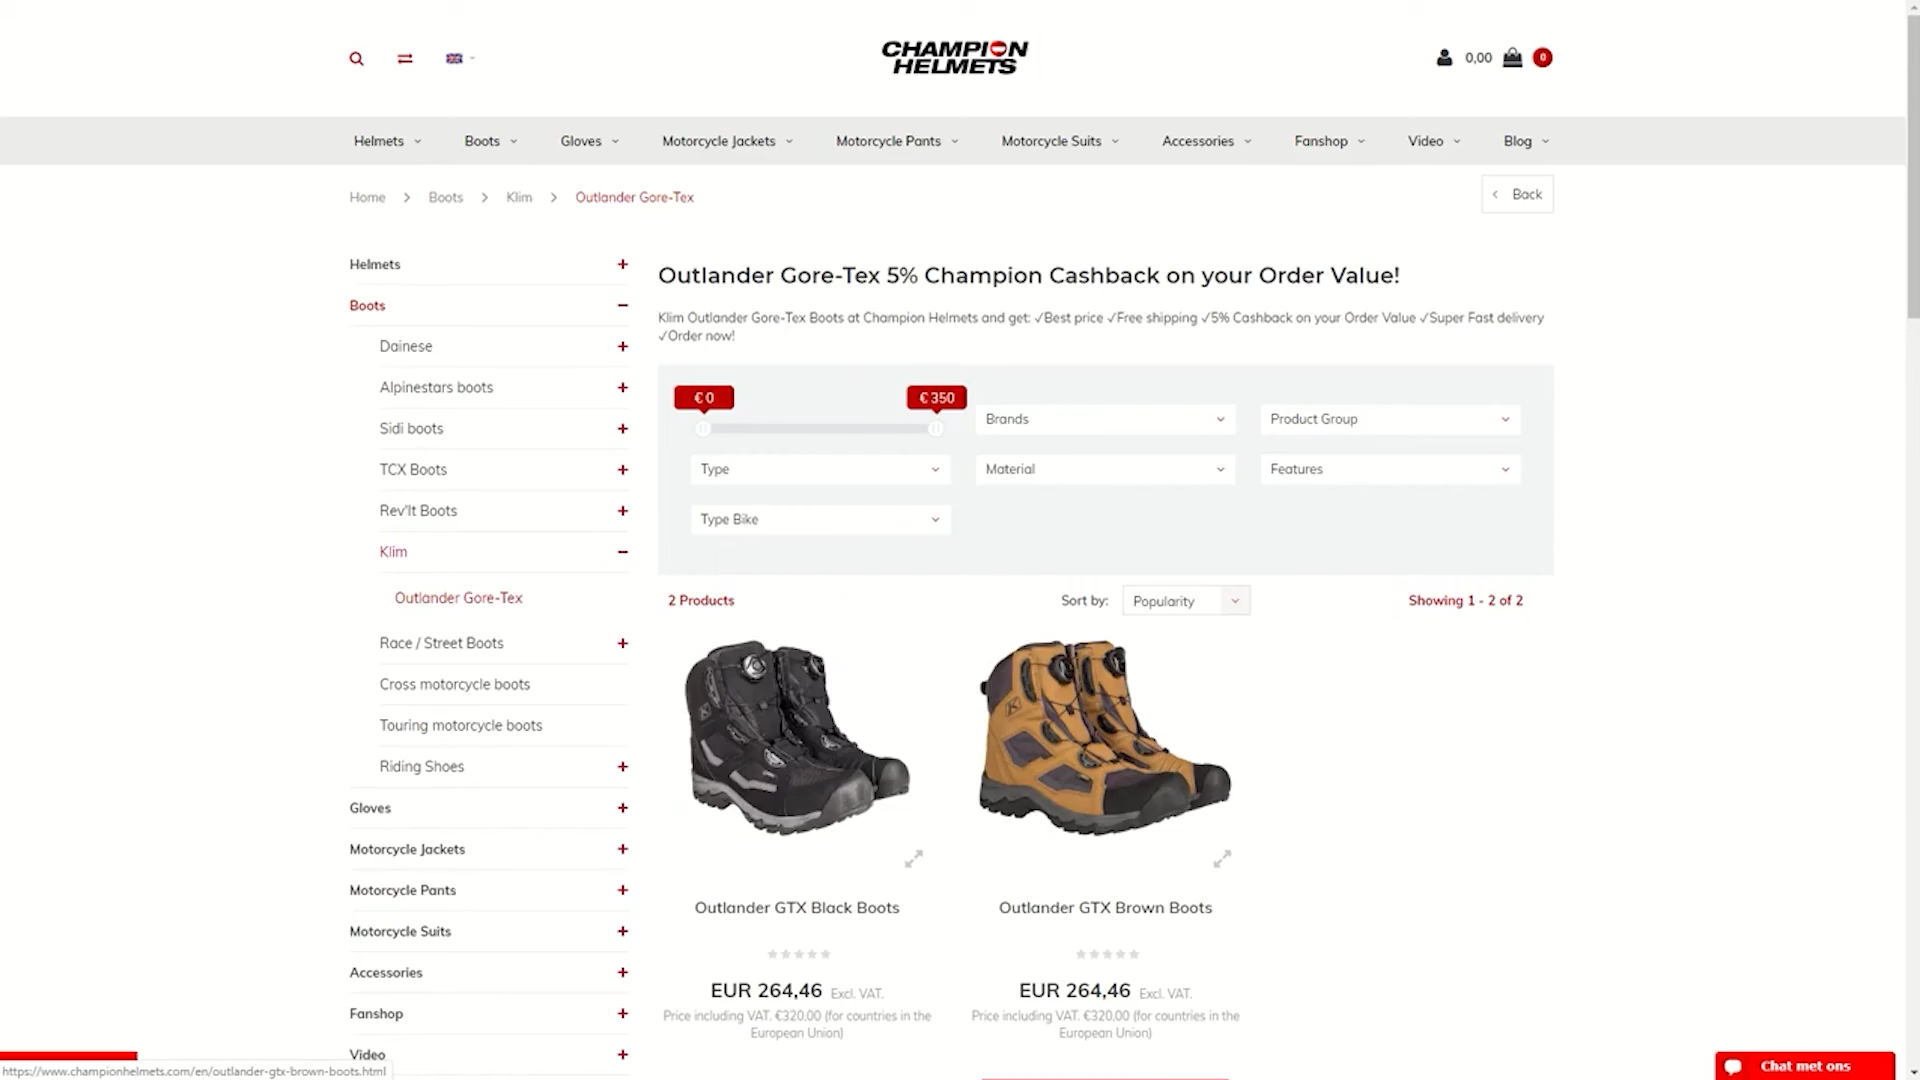 CHAMPION
HELMETS
0,00
0
Helmets
Boots
Gloves
Motorcycle Jackets
Motorcycle Pants
Motorcycle Suits
Accessories
Fanshop
Video
Blog
Home > Boots > Klim > Outlander Gore-Tex
Back
Helmets
Boots
Dainese
Alpinestars boots
Sidi boots
TCX Boots
Rev'It Boots
Klim
Outlander Gore-Tex
Race / Street Boots
Cross motorcycle boots
Touring motorcycle boots
Riding Shoes
Gloves
Motorcycle Jackets
Motorcycle Pants
Motorcycle Suits
Accessories
Fanshop
Video
Outlander Gore-Tex 5% Champion Cashback on your Order Value!
Klim Outlander Gore-Tex Boots at Champion Helmets and get: ✓Best price ✓Free shipping ✓5% Cashback on your Order Value ✓Super Fast delivery
✓Order now!
€ 0
€ 350
Brands
Product Group
Type
Material
Features
Type Bike
2 Products
Sort by:
Popularity
Showing 1 - 2 of 2
Outlander GTX Black Boots
EUR 264,46 Excl. VAT.
Price including VAT. €320,00 (for countries in the
European Union)
Outlander GTX Brown Boots
EUR 264,46 Excl. VAT.
Price including VAT. €320,00 (for countries in the
European Union)
https://www.championhelmets.com/en/outlander-gtx-brown-boots.html
Chat met ons